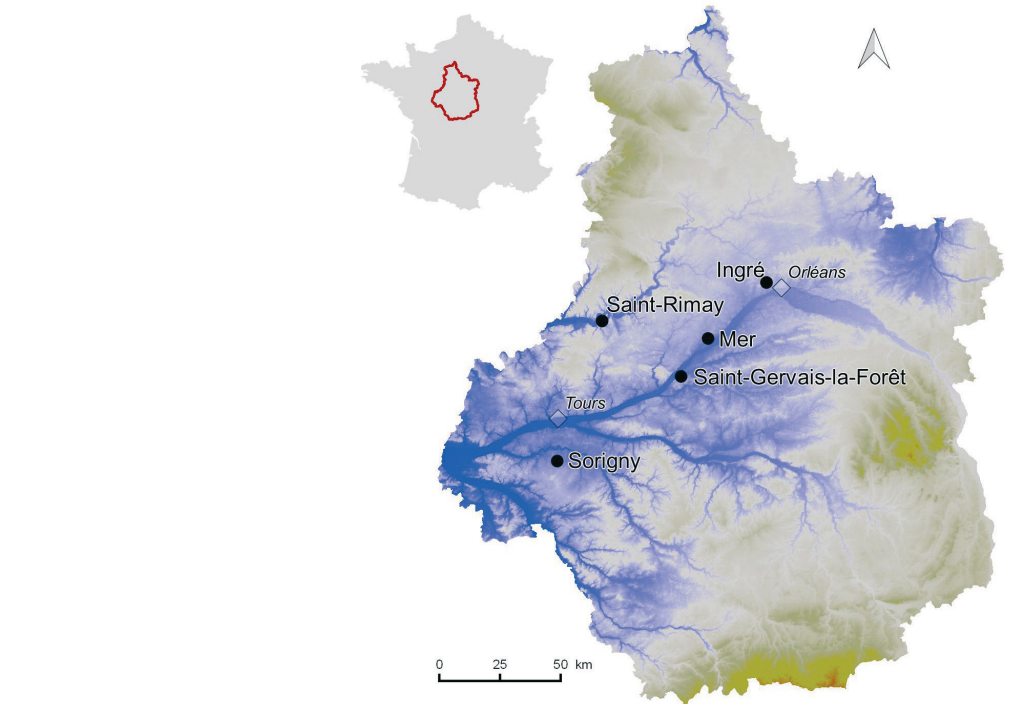 Ingré
Orléans
Saint-Rimay
Mer
Saint-Gervais-la-Forêt
Tours
Sorigny
0 25 50 km